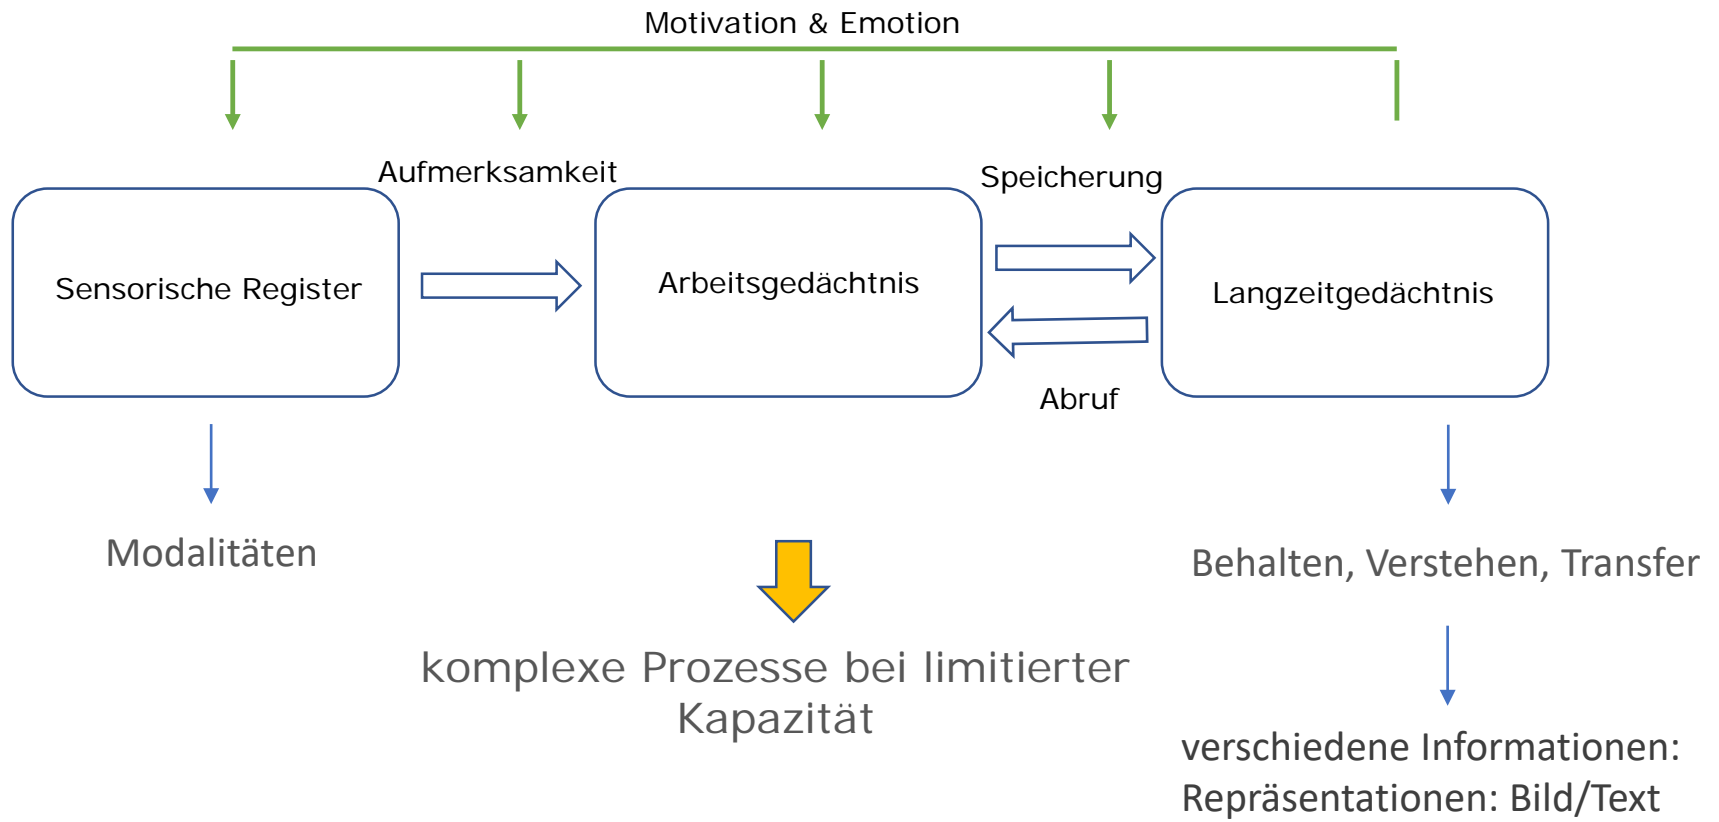 Motivation & Emotion
Aufmerksamkeit
Speicherung
Sensorische Register
Arbeitsgedächtnis
Langzeitgedächtnis
Abruf
Modalitäten
Behalten, Verstehen, Transfer
komplexe Prozesse bei limitierter
Kapazität
verschiedene Informationen:
Repräsentationen: Bild/Text